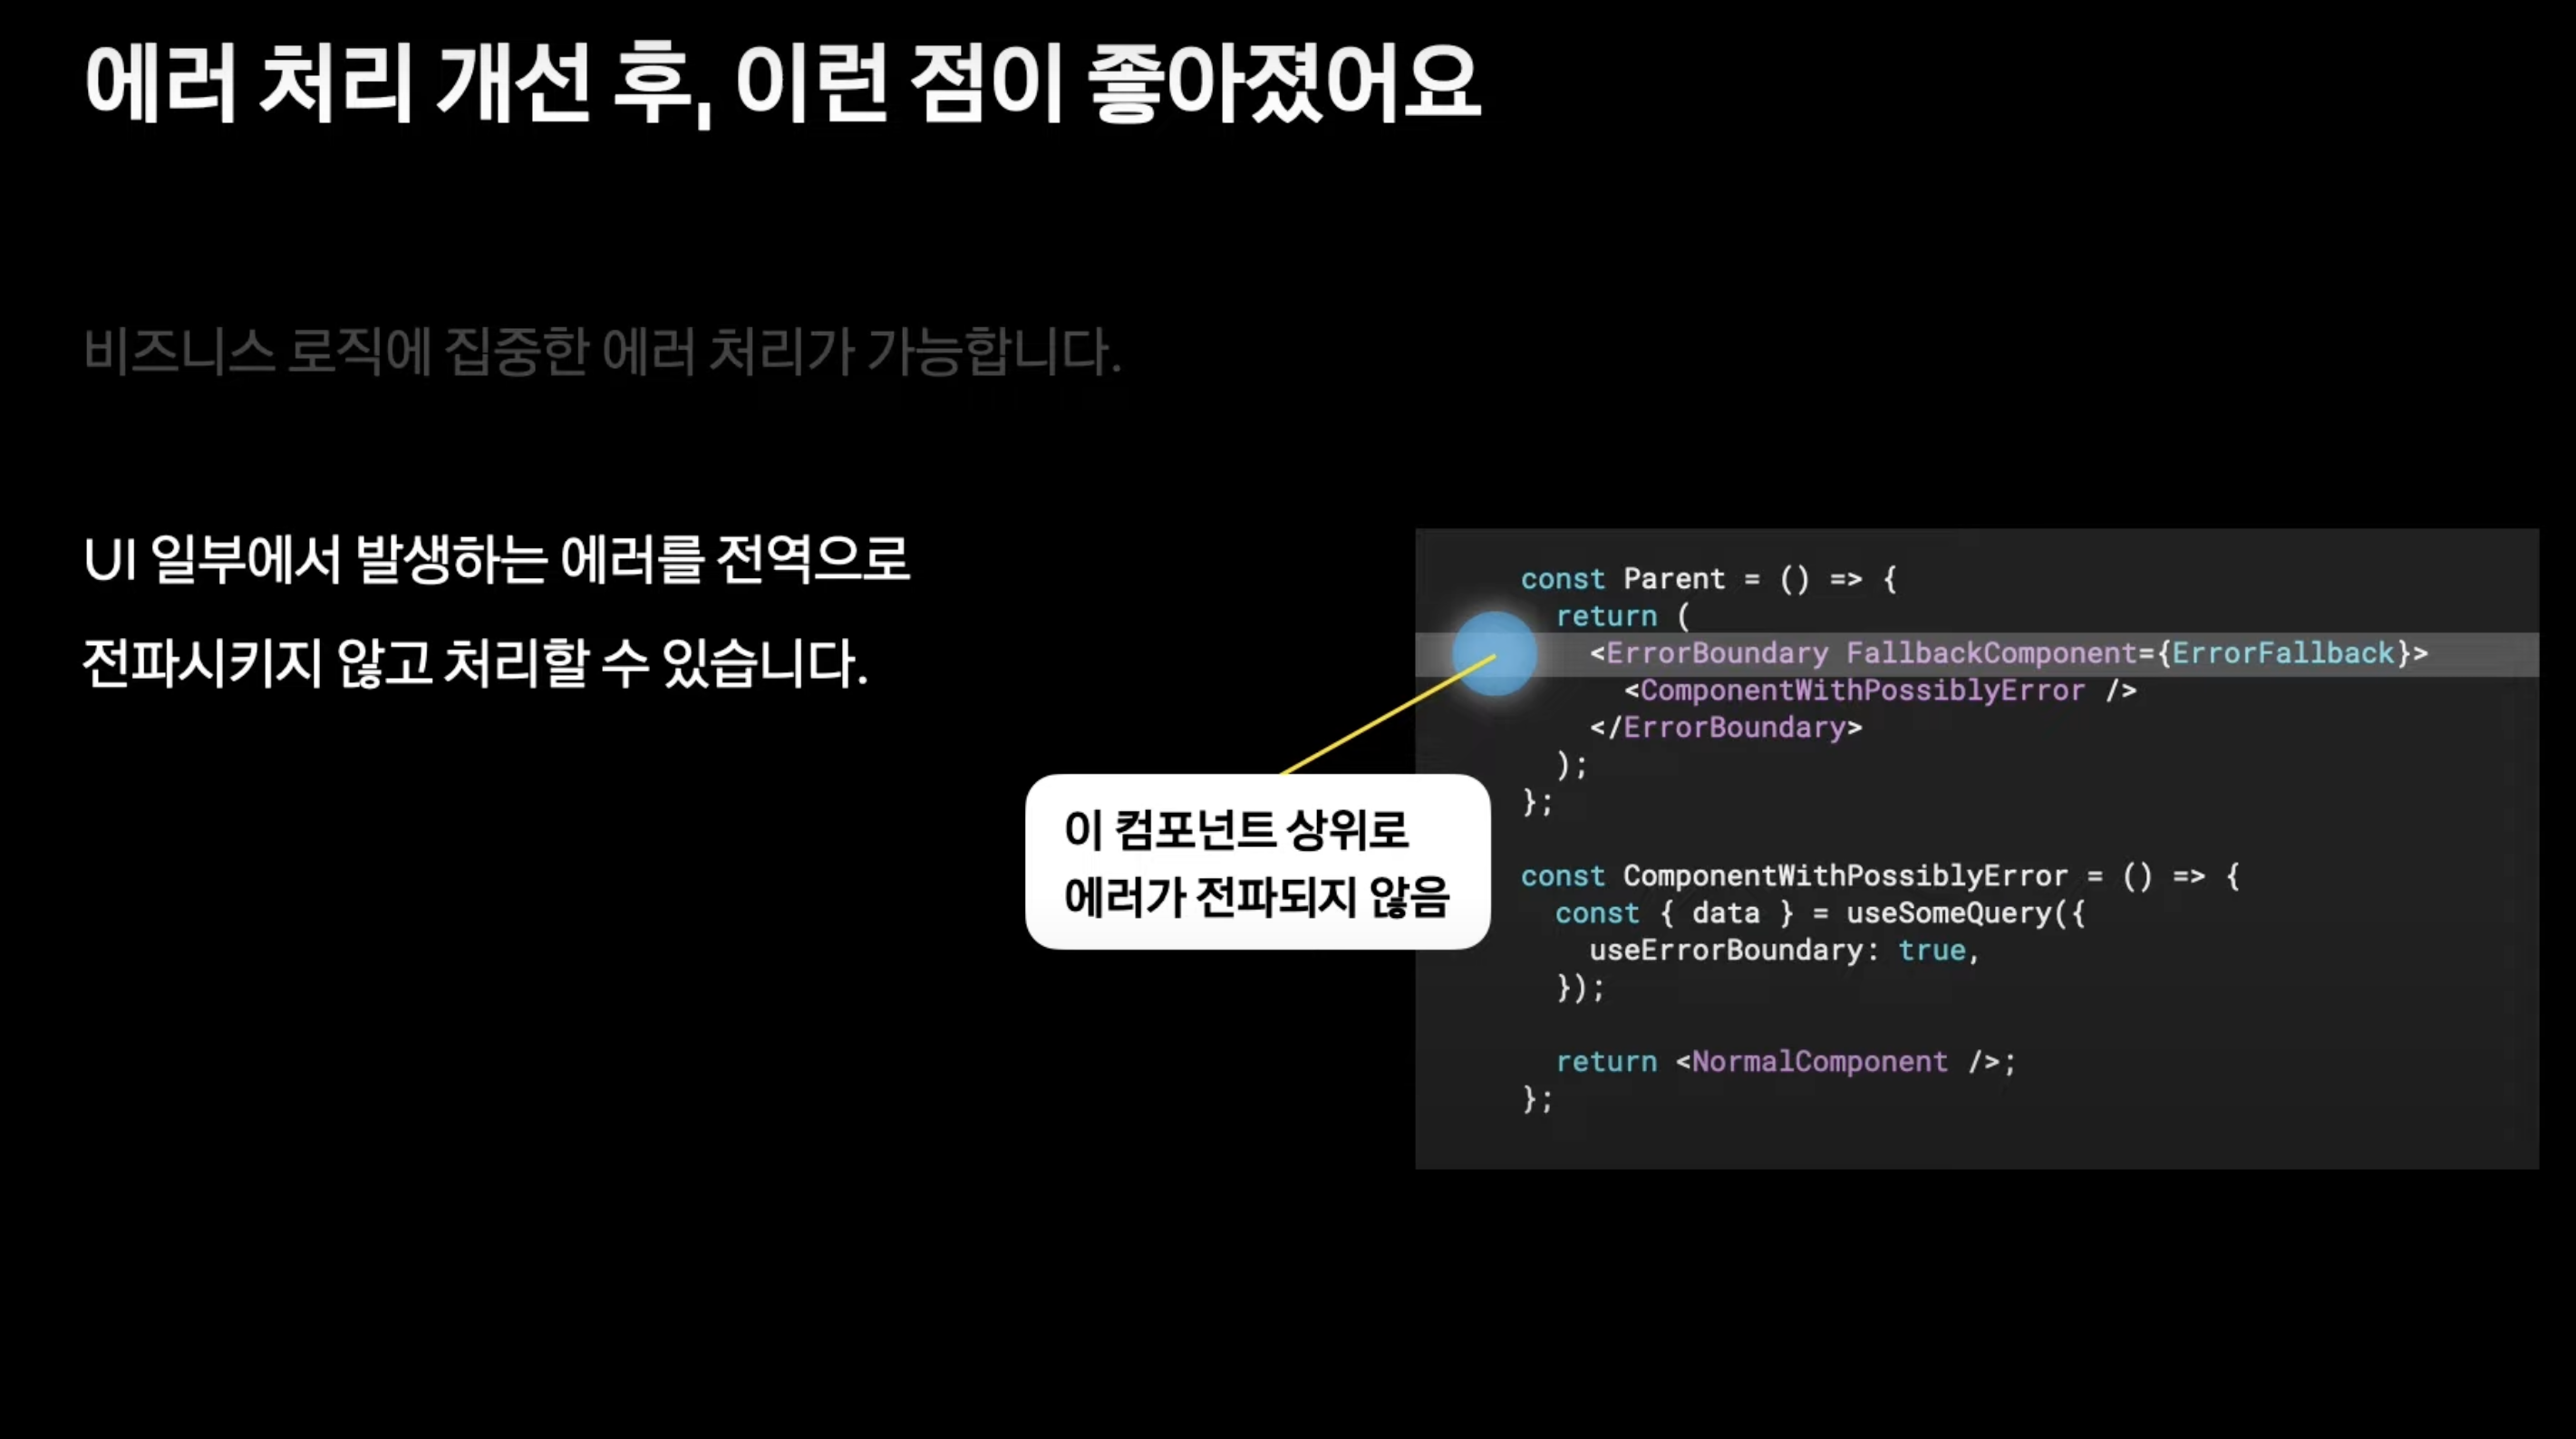 에러 처리 개선 후, 이런 점이 좋아졌어요
비즈니스 로직에 집중한 에러 처리가 가능합니다.
UI 일부에서 발생하는 에러를 전역으로
전파시키지 않고 처리할 수 있습니다.
이 컴포넌트 상위로
에러가 전파되지 않음
const Parent = () => {
  return (
    <ErrorBoundary FallbackComponent={ErrorFallback}>
      <ComponentWithPossiblyError />
    </ErrorBoundary>
  );
};
const ComponentWithPossiblyError = () => {
  const { data } = useSomeQuery({
    useErrorBoundary: true,
  });
  return <NormalComponent />;
};